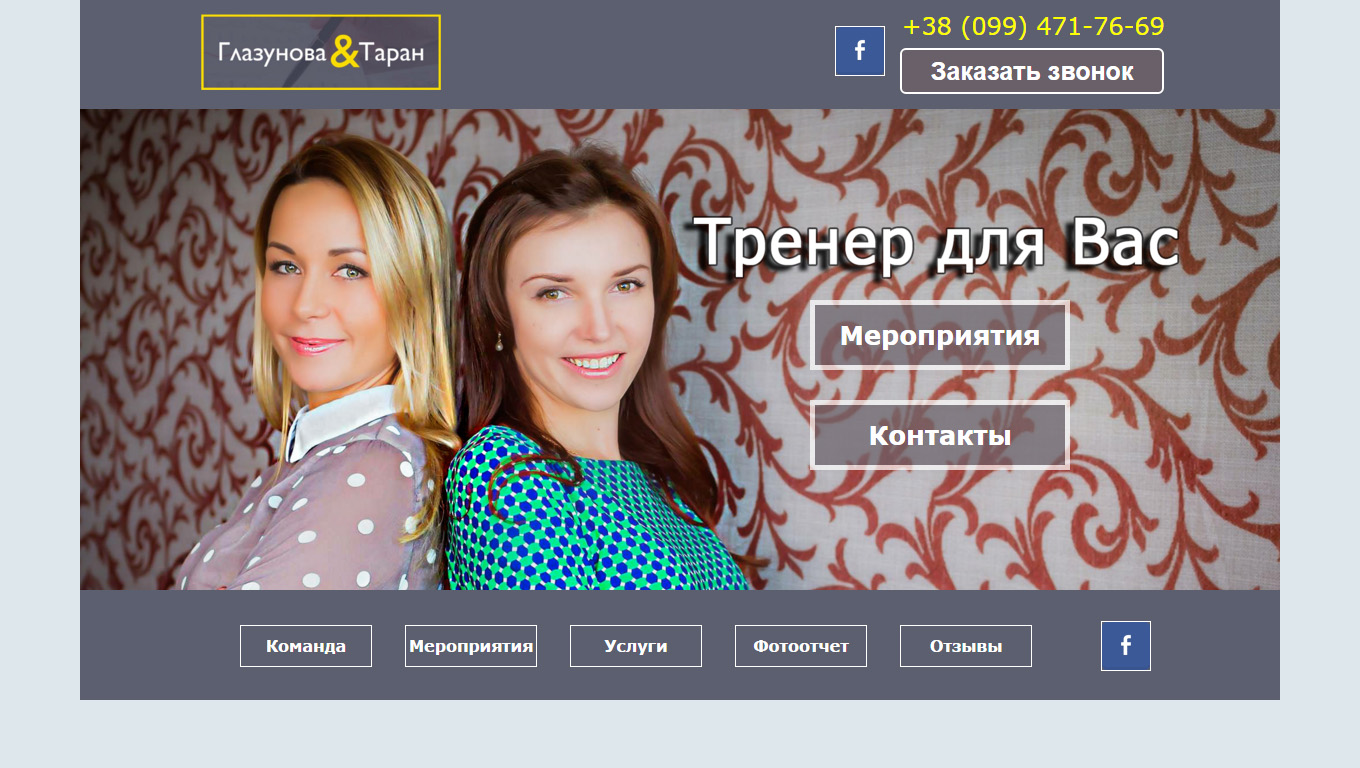 Глазунова&Таран
+38 (099) 471-76-69
Заказать звонок
Тренер для Вас
Мероприятия
Контакты
Команда
Мероприятия
Услуги
Фотоотчет
Отзывы